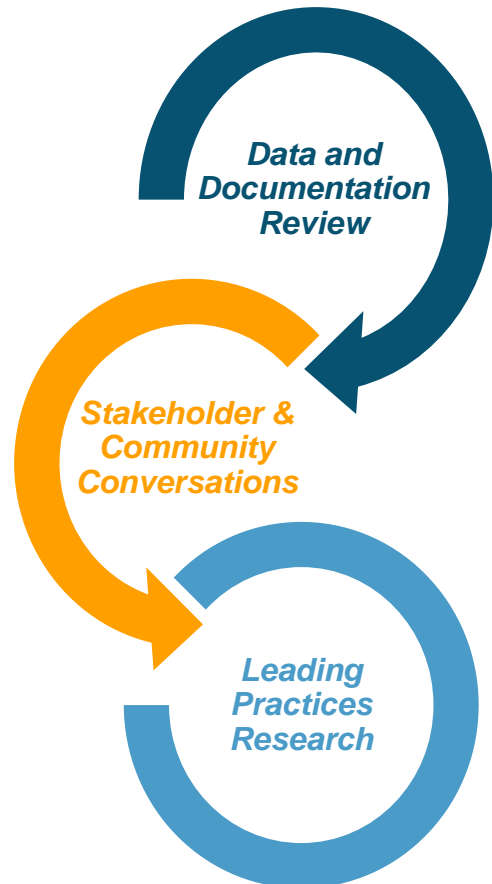 Data and
Documentation
Review
Stakeholder &
Community
Conversations
Leading
Practices
Research